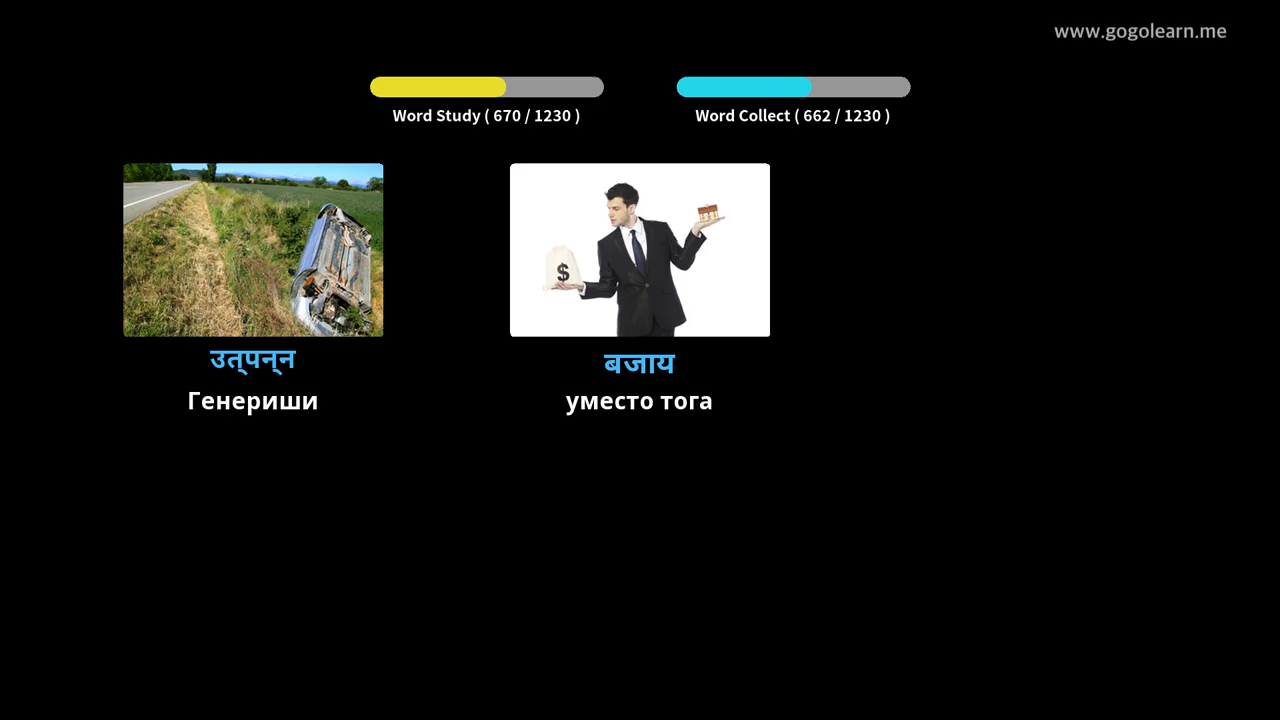 www.gogolearn.me
Word Study ( 670 / 1230 )
Word Collect ( 662 / 1230 )
$
उत्पन्न
बजाय
Генериши
уместо тога